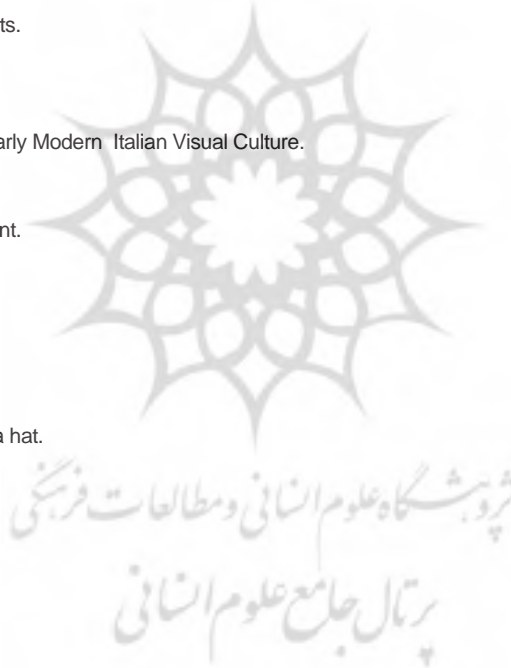 ts.
arly Modern Italian Visual Culture.
nt.
a hat.
پژوهشگاه علوم انسانی و مطالعات فرهنگی
پرتال جامع علوم انسانی